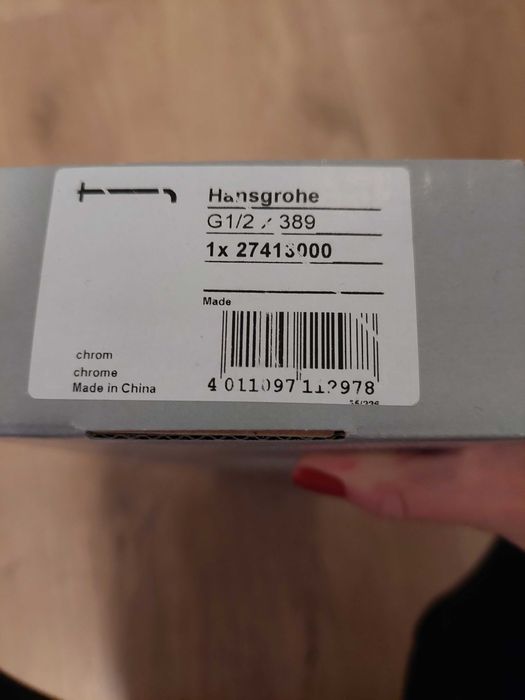 Hansgrohe
G1/2 x 389
1x 27413000
Made
chrom
chrome
Made in China
4 011097 112978